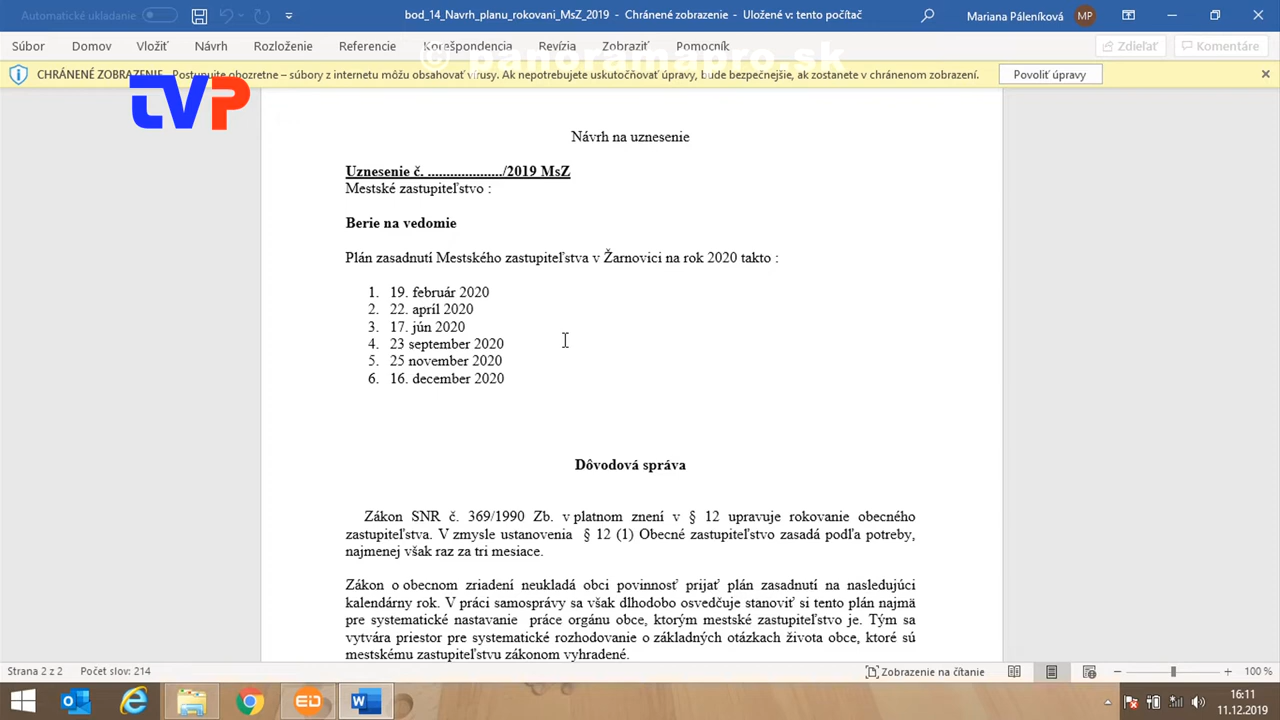 Automatické ukladanie
bod_14_Navrh_planu_rokovani_MsZ_2019 - Chránené zobrazenie - Uložené v: tento počítač
Mariana Páleníková MP
Súbor Domov Vložiť Návrh Rozloženie Referencie Korešpondencia Revízia Zobraziť Pomocník Zdieľať Komentáre
© panoramapro.sk
CHRÁNENÉ ZOBRAZENIE Postupujte obozretne – súbory z internetu môžu obsahovať vírusy. Ak nepotrebujete uskutočňovať úpravy, bude bezpečnejšie, ak zostanete v chránenom zobrazení. Povoliť úpravy
TVP
Návrh na uznesenie
Uznesenie č. ...................../2019 MsZ
Mestské zastupiteľstvo :
Berie na vedomie
Plán zasadnutí Mestského zastupiteľstva v Žarnovici na rok 2020 takto :
1. 19. február 2020
2. 22. apríl 2020
3. 17. jún 2020
4. 23 september 2020
5. 25 november 2020
6. 16. december 2020
Dôvodová správa
Zákon SNR č. 369/1990 Zb. v platnom znení v § 12 upravuje rokovanie obecného
zastupiteľstva. V zmysle ustanovenia § 12 (1) Obecné zastupiteľstvo zasadá podľa potreby,
najmenej však raz za tri mesiace.
Zákon o obecnom zriadení neukladá obci povinnosť prijať plán zasadnutí na nasledujúci
kalendárny rok. V práci samosprávy sa však dlhodobo osvedčuje stanoviť si tento plán najmä
pre systematické nastavanie práce orgánu obce, ktorým mestské zastupiteľstvo je. Tým sa
vytvára priestor pre systematické rozhodovanie o základných otázkach života obce, ktoré sú
mestskému zastupiteľstvu zákonom vyhradené.
Strana 2 z 2 Počet slov: 214 Zobrazenie na čítanie 100 %
16:11
11.12.2019